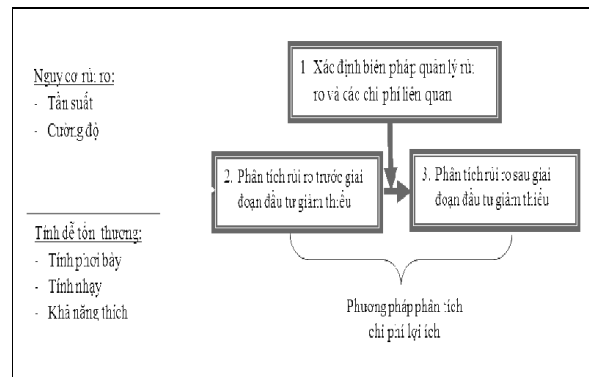 Nguy cơ rủi ro:
- Tần suất
- Cường độ
Tính dễ tổn thương:
- Tính phơi bày
- Tính nhạy
- Khả năng thích
1 Xác định biên pháp quản lý rủi
ro và các chi phí liên quan
2. Phân tích rủi ro trước giai
đoạn đầu tư giảm thiểu
3. Phân tích rủi ro sau giai
đoạn đầu tư giảm thiểu
Phương pháp phân tích
chi phí lợi ích